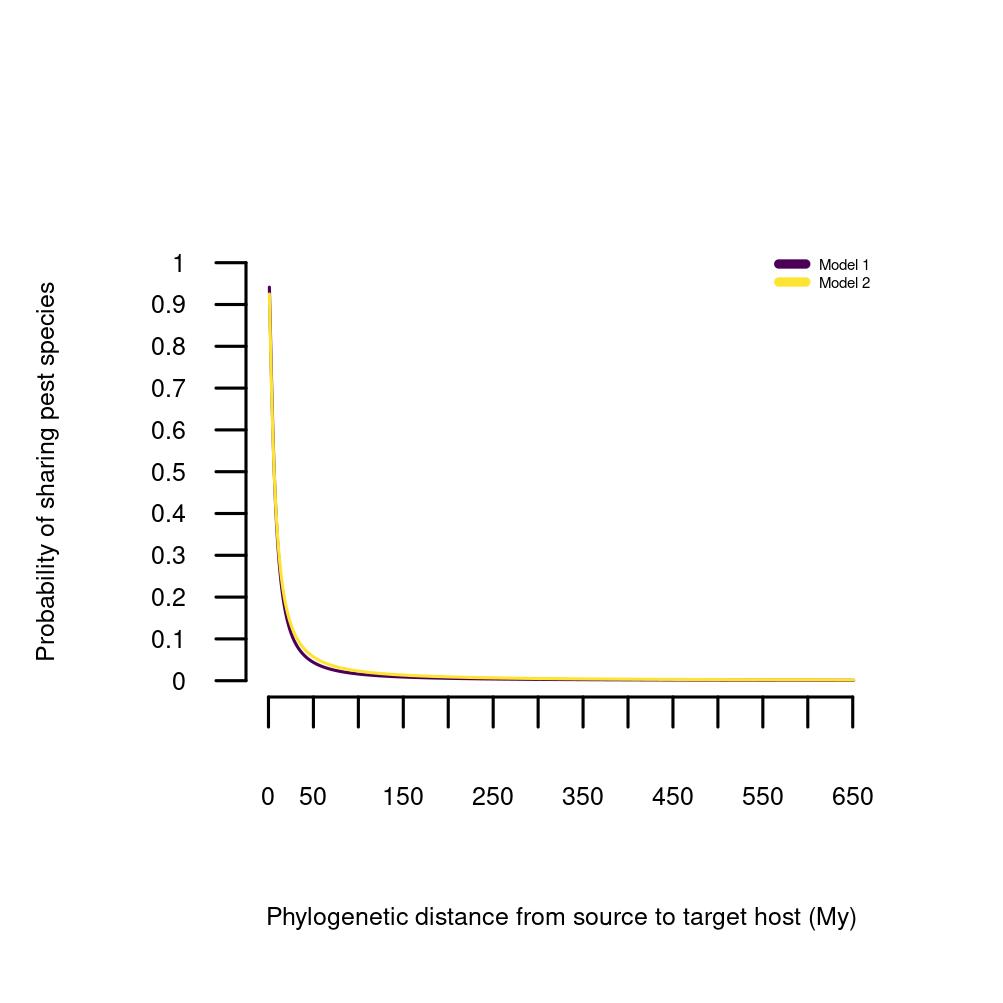 Model 1
Model 2
Probability of sharing pest species
1
0.9
0.8
0.7
0.6
0.5
0.4
0.3
0.2
0.1
0
0 50 150 250 350 450 550 650
Phylogenetic distance from source to target host (My)